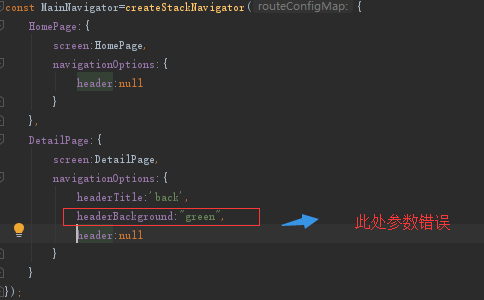 const MainNavigator=createStackNavigator( routeConfigMap: {
HomePage:{
screen:HomePage,
navigationOptions:{
header:null
}
},
DetailPage:{
screen:DetailPage,
navigationOptions:{
headerTitle:'back',
headerBackground:"green",
此处参数错误
header:null
}
}
});